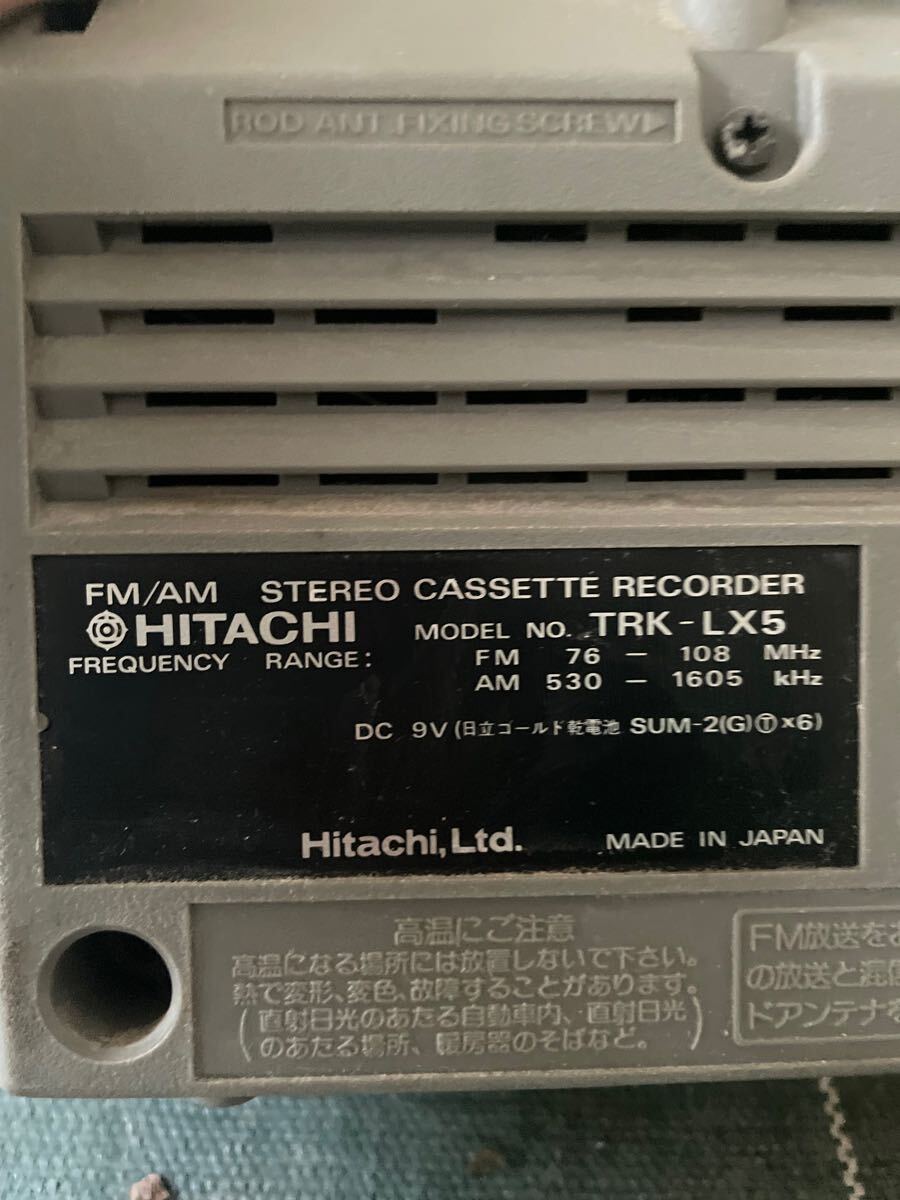 ROD ANT. FIXING SCREW
FM/AM STEREO CASSETTE RECORDER
HITACHI MODEL NO. TRK-LX5
FREQUENCY RANGE: FM 76 — 108 MHz
AM 530 — 1605 kHz
DC 9V (日立ゴールド乾電池 SUM-2(G)Ⓣ×6)
Hitachi, Ltd. MADE IN JAPAN
高温にご注意
高温になる場所には放置しないで下さい。
熱で変形、変色、故障することがあります。
(直射日光のあたる自動車内、直射日光
のあたる場所、暖房器のそばなど。)
FM放送をお
の放送と混信
ドアンテナを